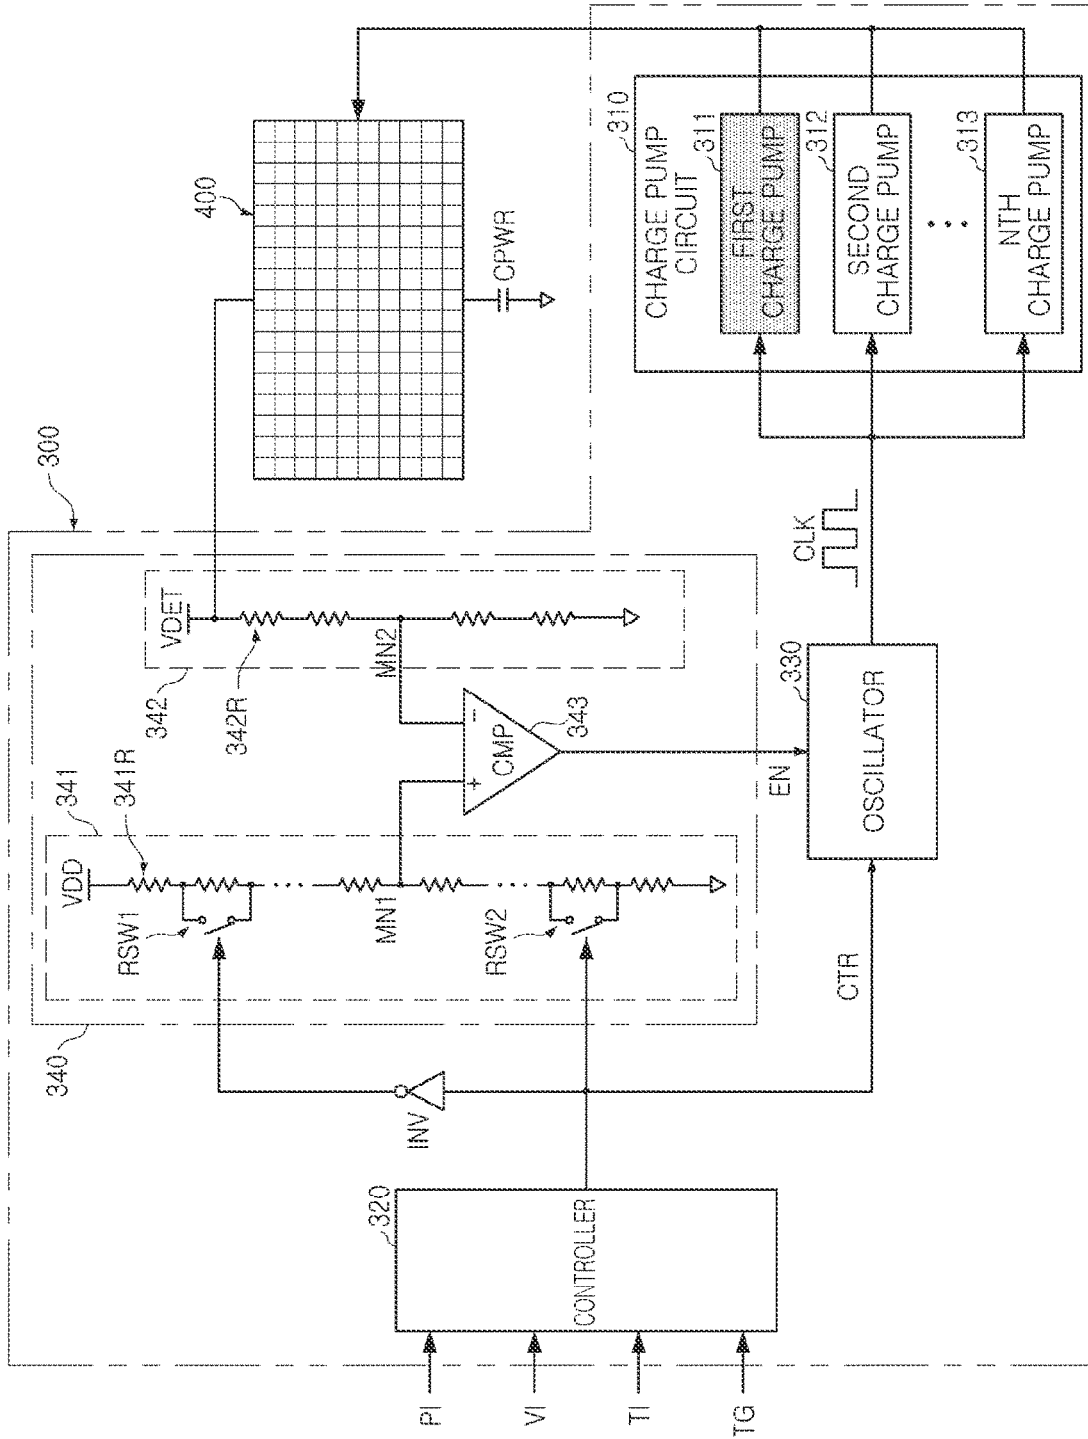 300
340
341
VDD
341R
RSW1
MN1
RSW2
342
VDET
342R
MN2
+
-
CMP
343
400
CPWR
INV
320
CONTROLLER
PI
VI
TI
TG
CTR
EN
330
OSCILLATOR
CLK
310
CHARGE PUMP
CIRCUIT
311
FIRST
CHARGE PUMP
312
SECOND
CHARGE PUMP
313
NTH
CHARGE PUMP